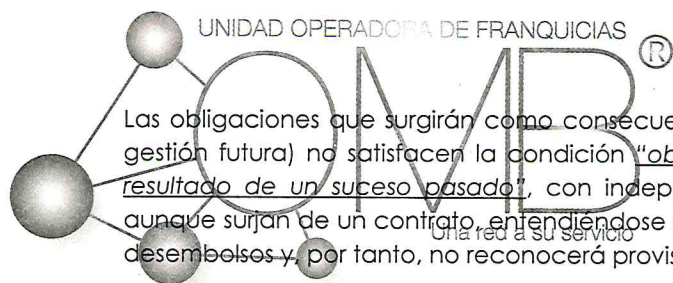 UNIDAD OPERADORA DE FRANQUICIAS
OMB®
Las obligaciones que surgirán como consecue
gestión futura) no satisfacen la condición "ob
resultado de un suceso pasado", con indep
aunque surjan de un contrato, entendiéndose
Una red a su servicio
desembolsos y, por tanto, no reconocerá provis